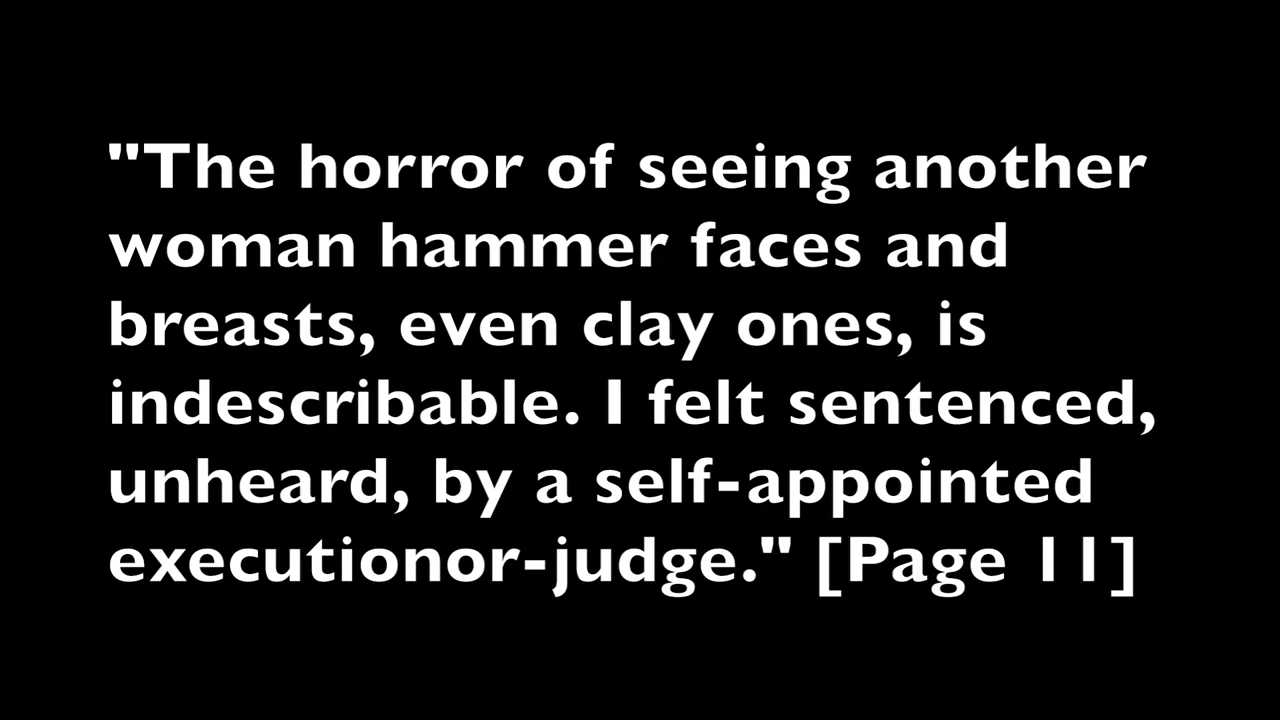 "The horror of seeing another
woman hammer faces and
breasts, even clay ones, is
indescribable. I felt sentenced,
unheard, by a self-appointed
executionor-judge." [Page 11]